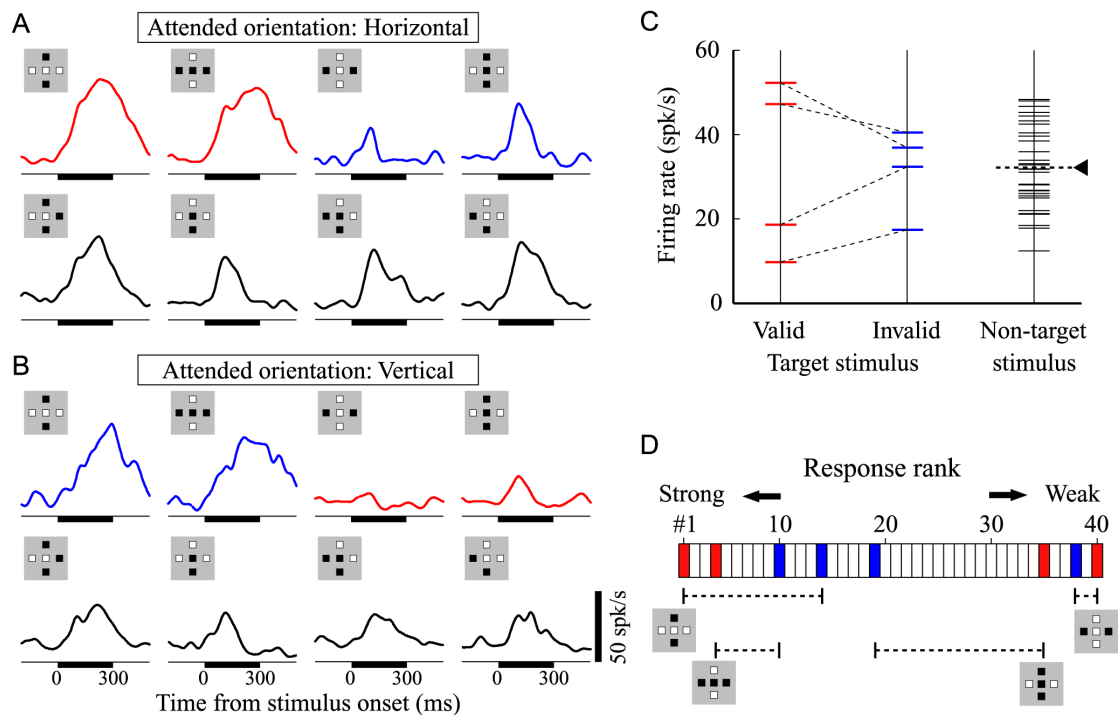 A
Attended orientation: Horizontal
B
Attended orientation: Vertical
50 spk/s
0 300 0 300 0 300 0 300
Time from stimulus onset (ms)
C
60
40
20
0
Firing rate (spk/s)
Valid Invalid Non-target
Target stimulus stimulus
D
Response rank
Strong Weak
#1 10 20 30 40